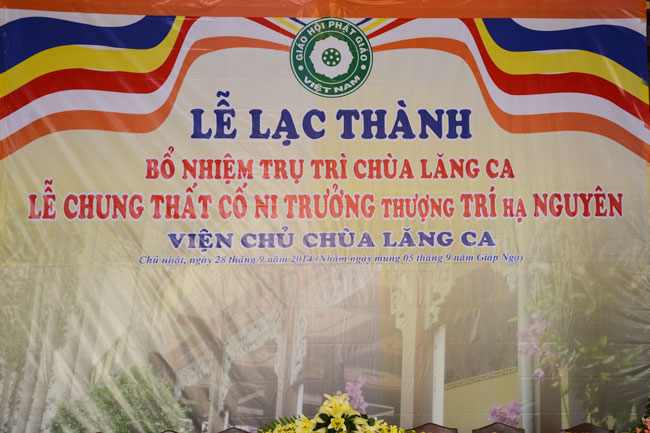 GIÁO HỘI PHẬT GIÁO
VIỆT NAM
LỄ LẠC THÀNH
BỔ NHIỆM TRỤ TRÌ CHÙA LĂNG CA
LỄ CHUNG THẤT CỐ NI TRƯỞNG THƯỢNG TRÍ HẠ NGUYÊN
VIỆN CHỦ CHÙA LĂNG CA
Chủ nhật, ngày 28 tháng 9 năm 2014 (Nhằm ngày mùng 05 tháng 9 năm Giáp Ngọ)